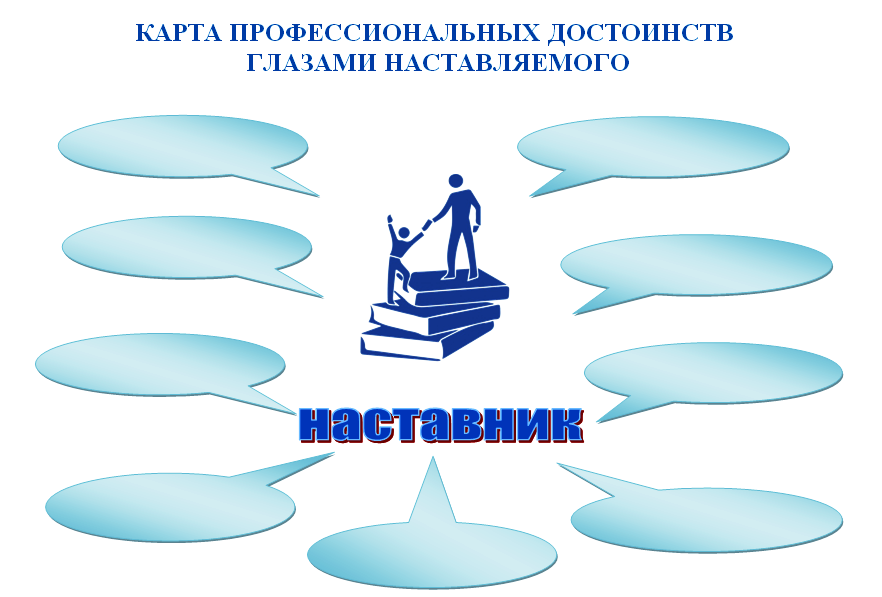 КАРТА ПРОФЕССИОНАЛЬНЫХ ДОСТОИНСТВ
ГЛАЗАМИ НАСТАВЛЯЕМОГО
наставник